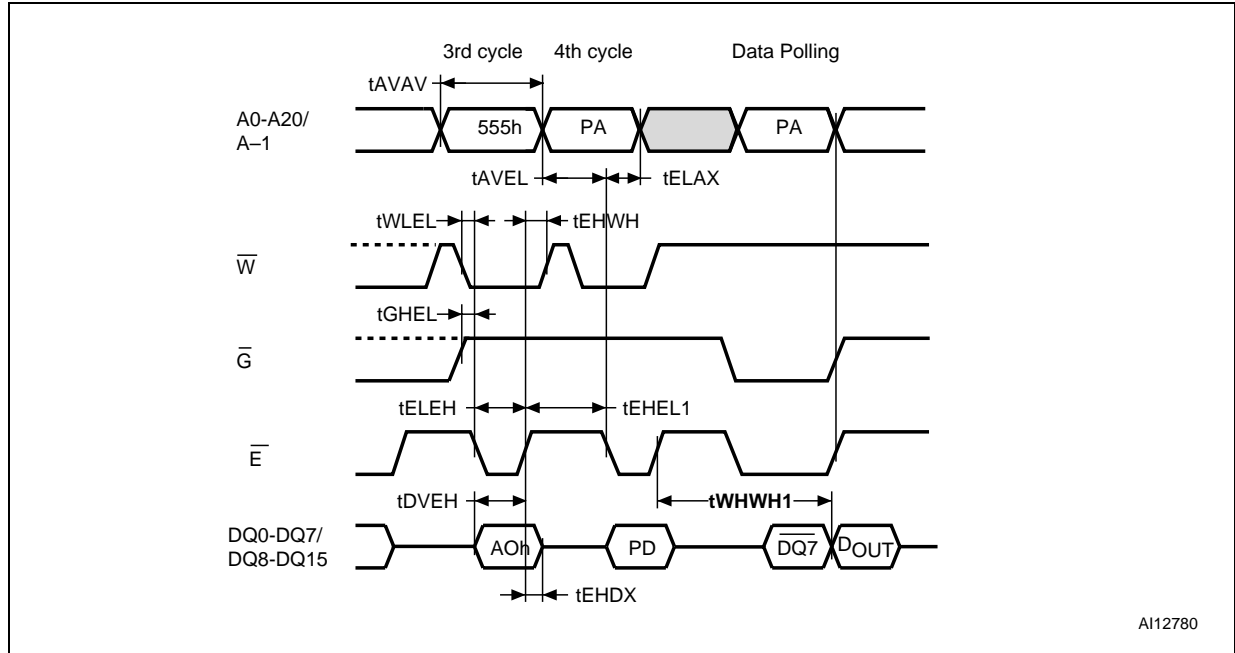 3rd cycle 4th cycle Data Polling
tAVAV
A0-A20/
A–1
555h PA PA
tAVEL tELAX
tWLEL tEHWH
W
tGHEL
G
tELEH tEHEL1
E
tDVEH tWHWH1
DQ0-DQ7/
DQ8-DQ15
AOh PD DQ7 DOUT
tEHDX
AI12780